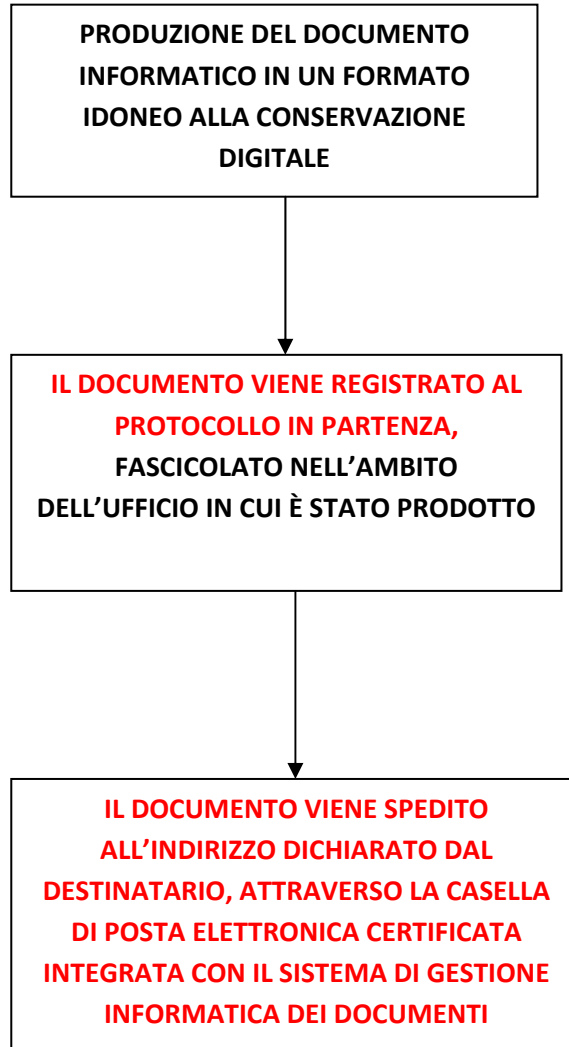 PRODUZIONE DEL DOCUMENTO
INFORMATICO IN UN FORMATO
IDONEO ALLA CONSERVAZIONE
DIGITALE
IL DOCUMENTO VIENE REGISTRATO AL
PROTOCOLLO IN PARTENZA,
FASCICOLATO NELL’AMBITO
DELL’UFFICIO IN CUI È STATO PRODOTTO
IL DOCUMENTO VIENE SPEDITO
ALL’INDIRIZZO DICHIARATO DAL
DESTINATARIO, ATTRAVERSO LA CASELLA
DI POSTA ELETTRONICA CERTIFICATA
INTEGRATA CON IL SISTEMA DI GESTIONE
INFORMATICA DEI DOCUMENTI